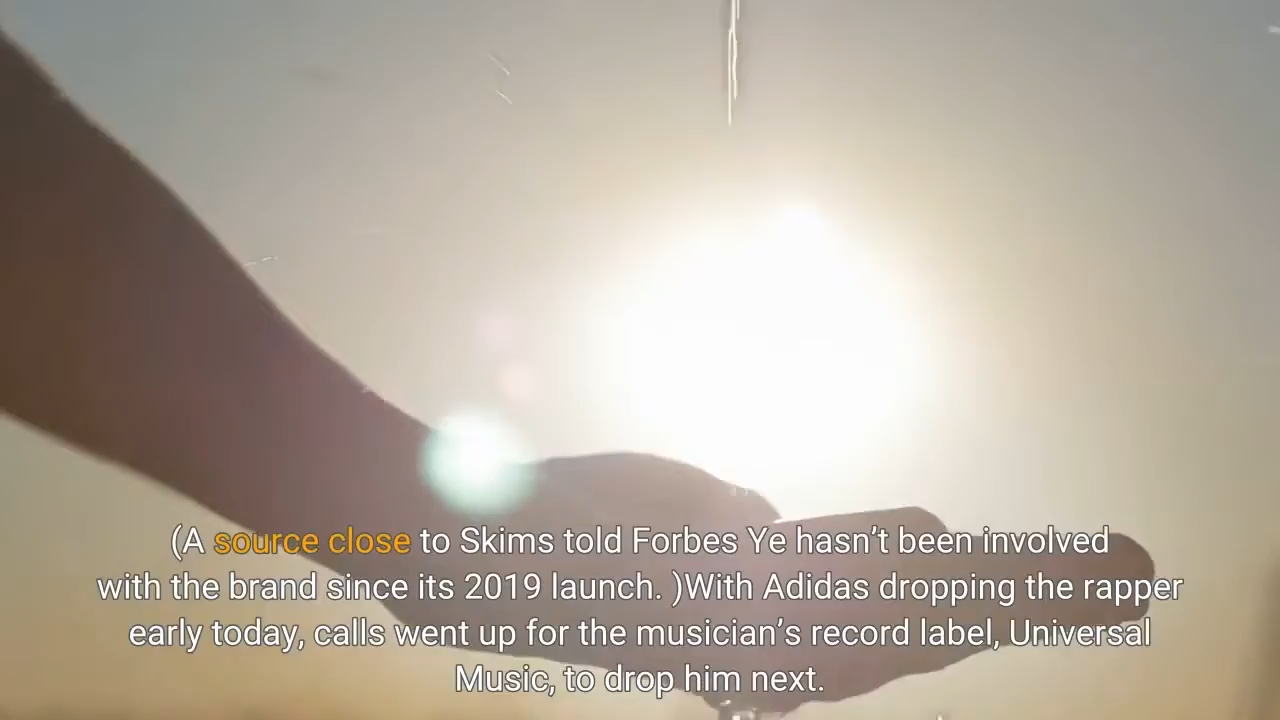 (A source close to Skims told Forbes Ye hasn’t been involved
with the brand since its 2019 launch. )With Adidas dropping the rapper
early today, calls went up for the musician’s record label, Universal
Music, to drop him next.